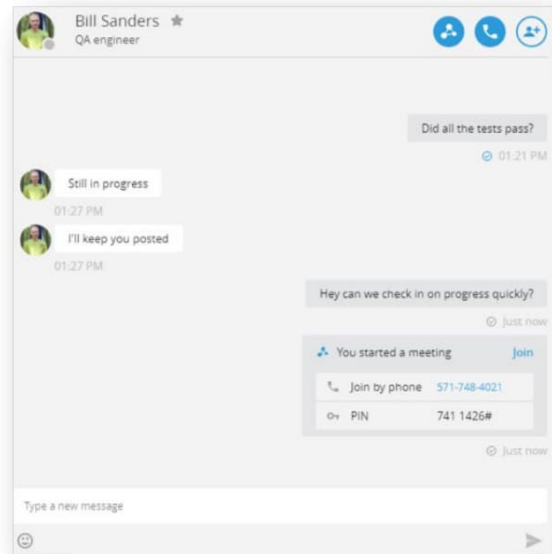 Bill Sanders
QA engineer
Did all the tests pass?
01:21 PM
Still in progress
01:27 PM
I'll keep you posted
01:27 PM
Hey can we check in on progress quickly?
Just now
You started a meeting Join
Join by phone 571-748-4021
PIN 741 1426#
Just now
Type a new message